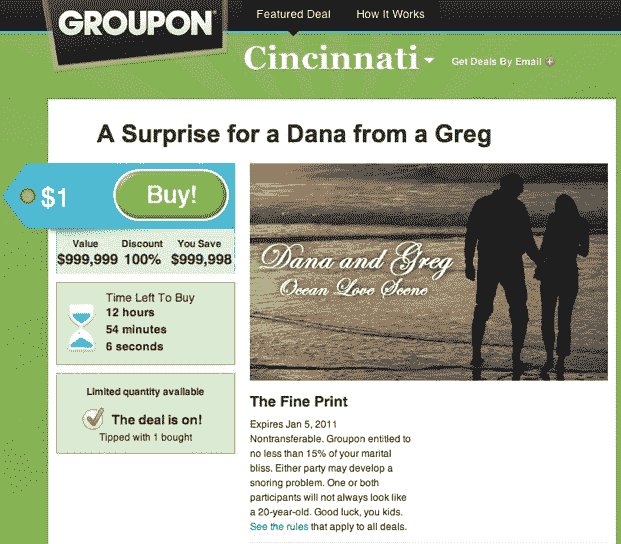 GROUPON
Featured Deal How It Works
Cincinnati
Get Deals By Email
A Surprise for a Dana from a Greg
$1
Buy!
Value Discount You Save
$999,999 100% $999,998
Time Left To Buy
12 hours
54 minutes
6 seconds
Limited quantity available
The deal is on!
Tipped with 1 bought
Dana and Greg
Ocean Love Scene
The Fine Print
Expires Jan 5, 2011
Nontransferable. Groupon entitled to
no less than 15% of your marital
bliss. Either party may develop a
snoring problem. One or both
participants will not always look like
a 20-year-old. Good luck, you kids.
See the rules that apply to all deals.